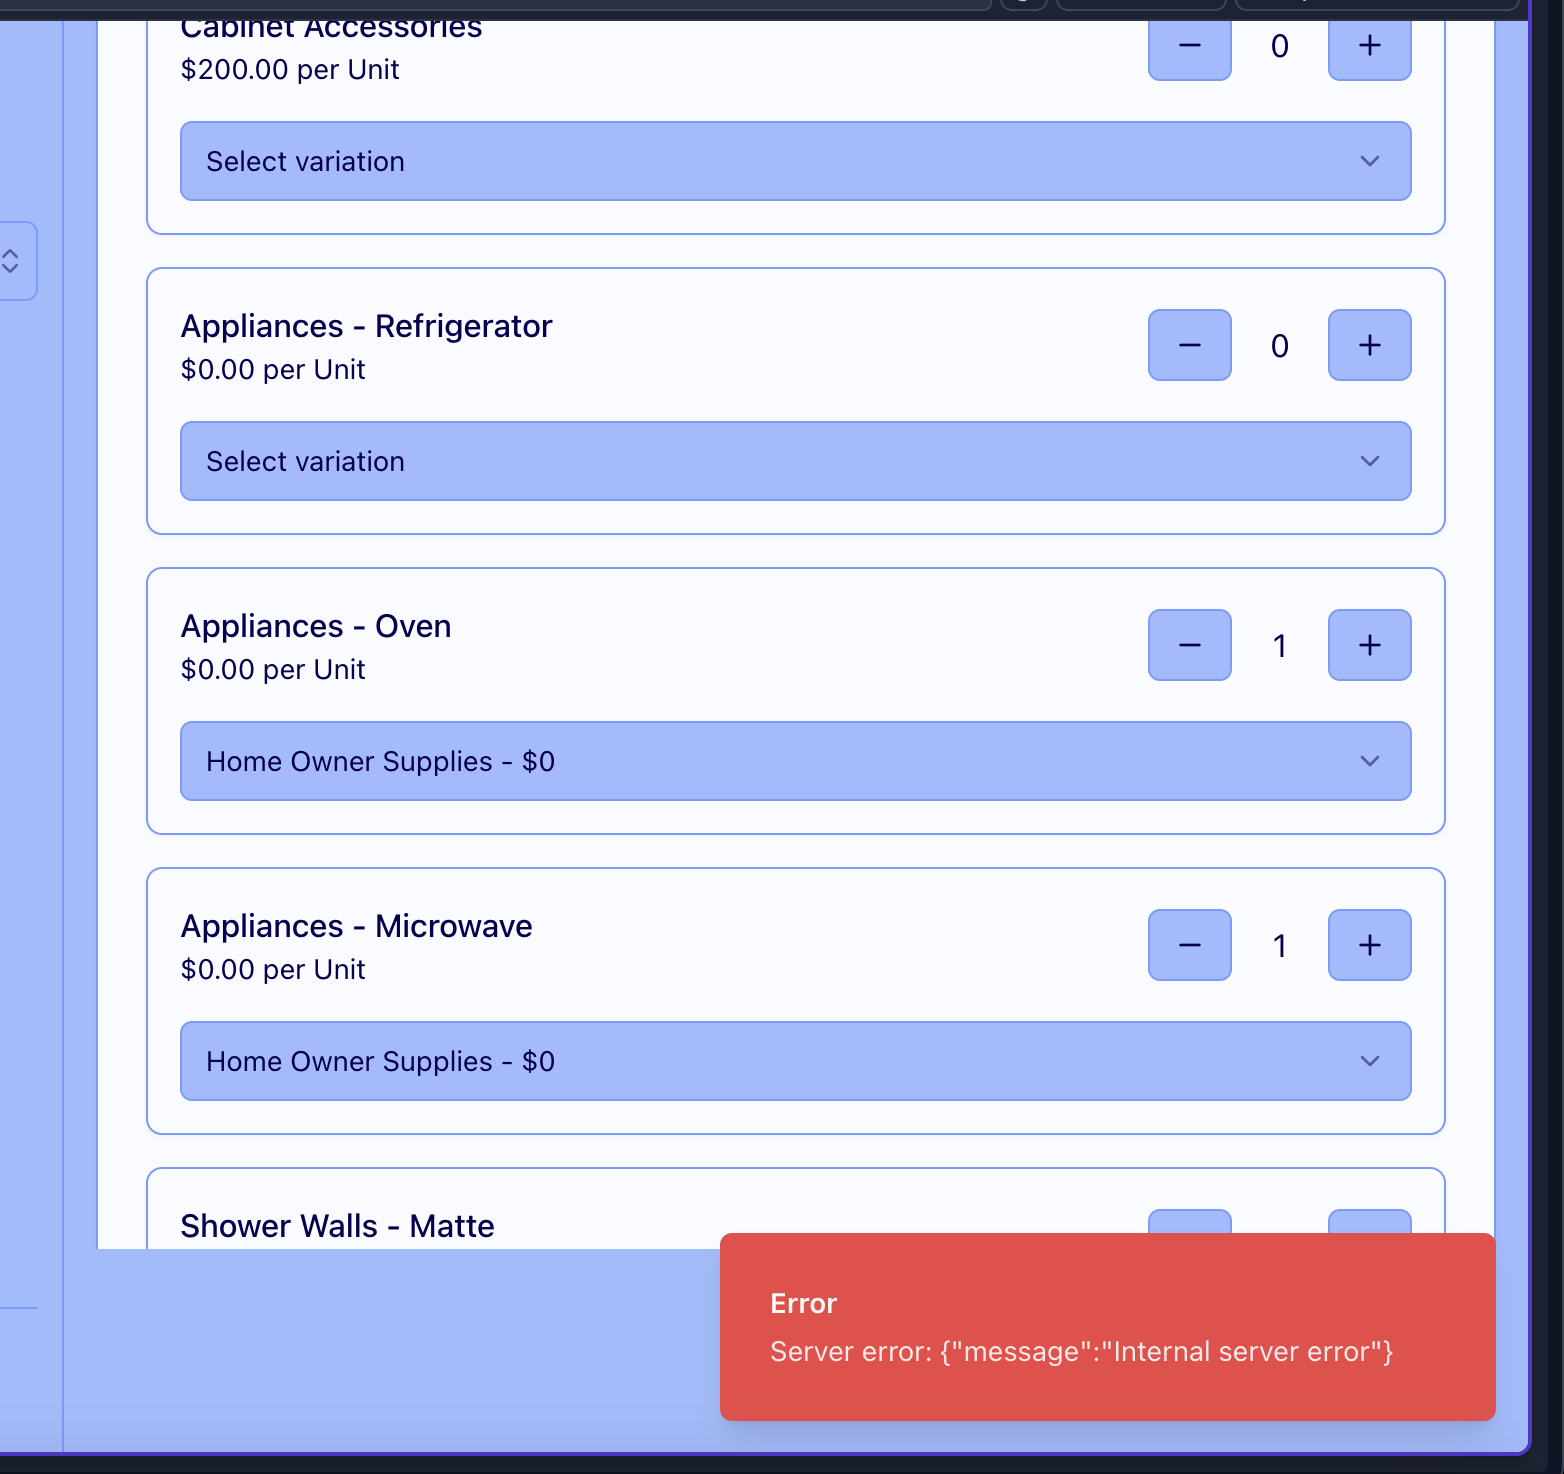 Cabinet Accessories
$200.00 per Unit
− 0 +
Select variation
Appliances - Refrigerator
$0.00 per Unit
− 0 +
Select variation
Appliances - Oven
$0.00 per Unit
− 1 +
Home Owner Supplies - $0
Appliances - Microwave
$0.00 per Unit
− 1 +
Home Owner Supplies - $0
Shower Walls - Matte
Error
Server error: {"message":"Internal server error"}